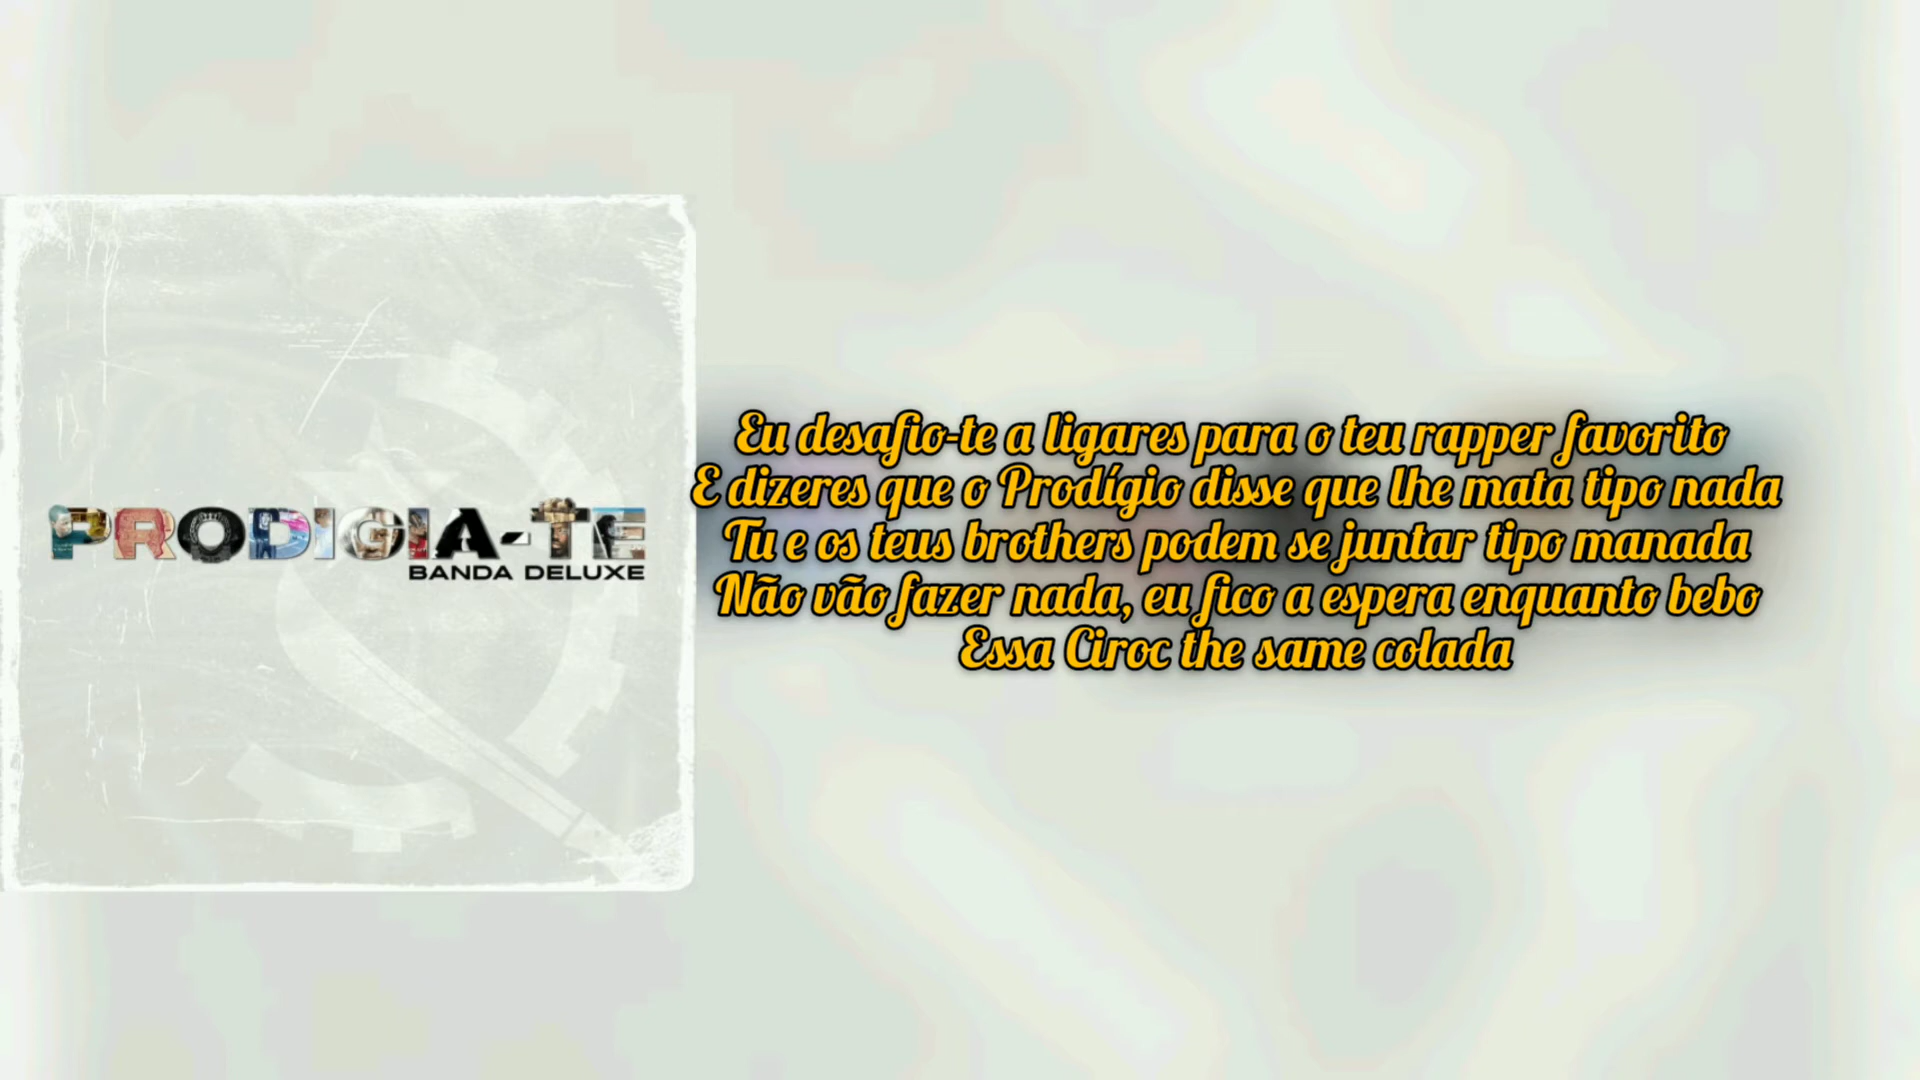 PRODIGIA-TE
BANDA DELUXE
Eu desafio-te a ligares para o teu rapper favorito
E dizeres que o Prodígio disse que lhe mata tipo nada
Tu e os teus brothers podem se juntar tipo manada
Não vão fazer nada, eu fico a espera enquanto bebo
Essa Ciroc the same colada